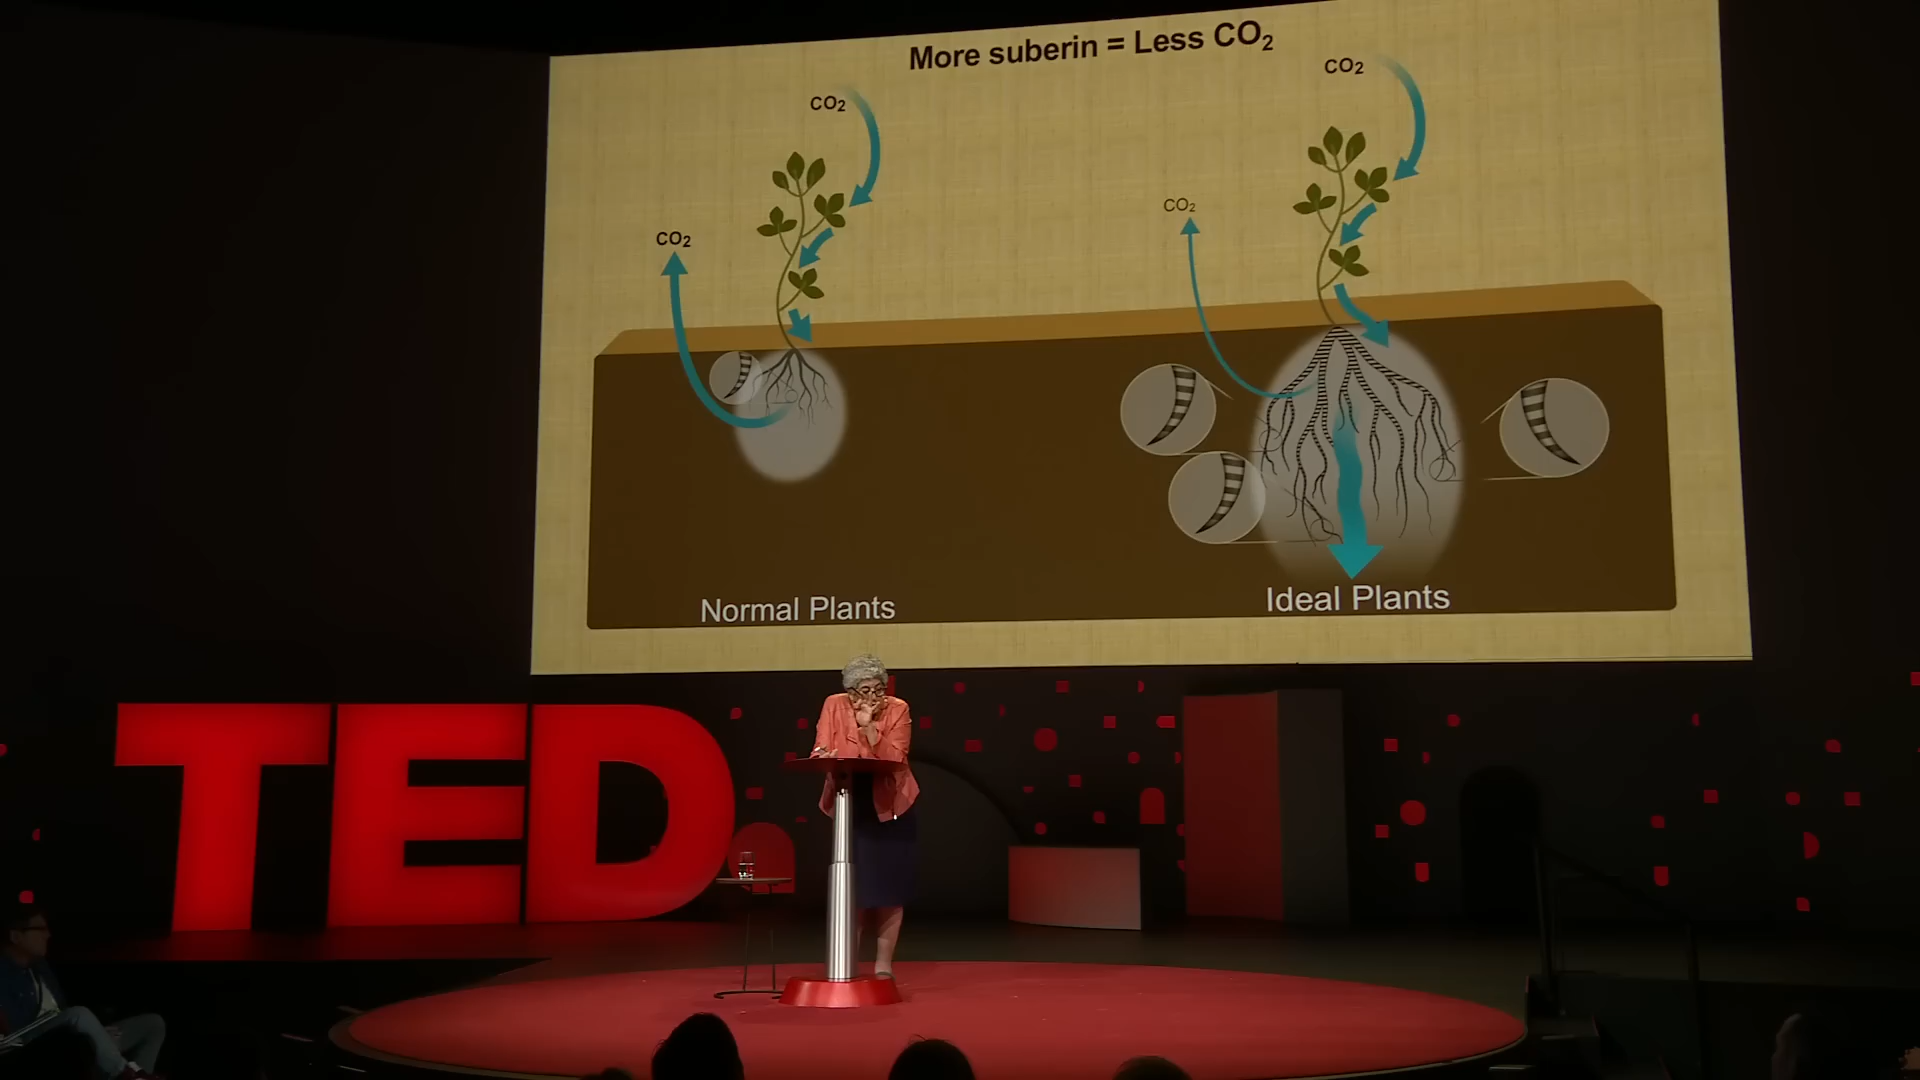 More suberin = Less CO₂
CO₂
CO₂
CO₂
CO₂
Normal Plants
Ideal Plants
TED